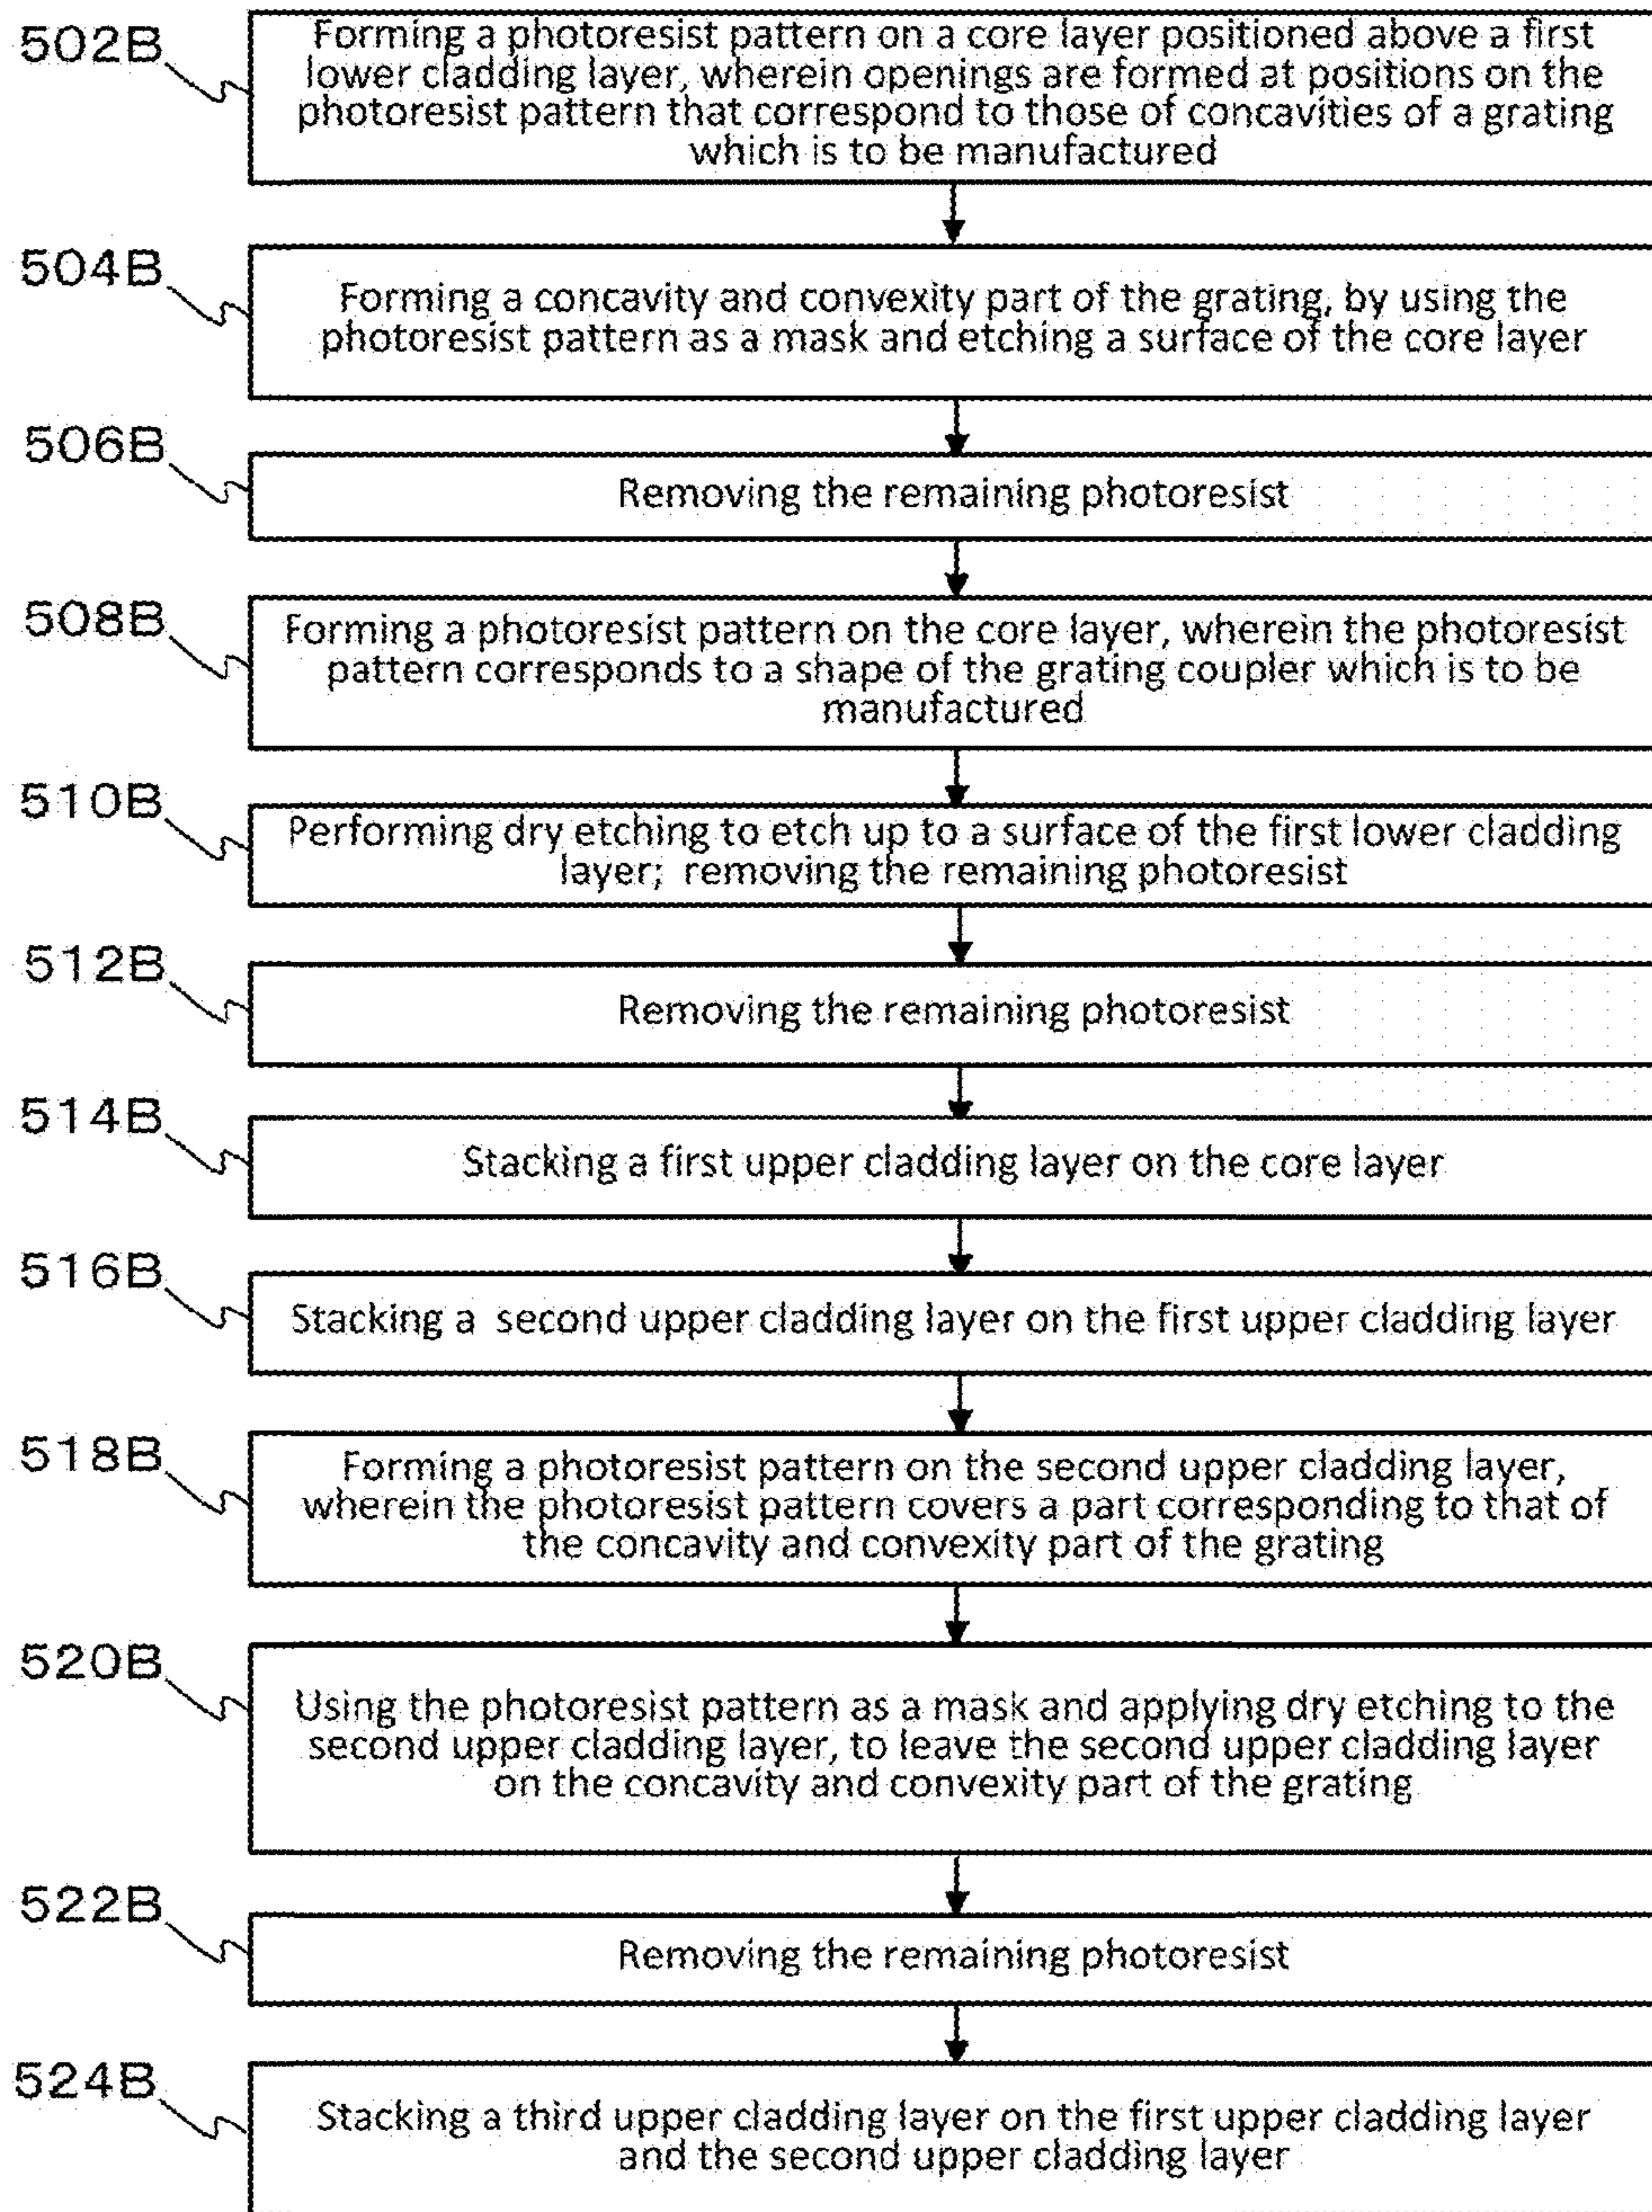 502B
Forming a photoresist pattern on a core layer positioned above a first
lower cladding layer, wherein openings are formed at positions on the
photoresist pattern that correspond to those of concavities of a grating
which is to be manufactured
504B
Forming a concavity and convexity part of the grating, by using the
photoresist pattern as a mask and etching a surface of the core layer
506B
Removing the remaining photoresist
508B
Forming a photoresist pattern on the core layer, wherein the photoresist
pattern corresponds to a shape of the grating coupler which is to be
manufactured
510B
Performing dry etching to etch up to a surface of the first lower cladding
layer; removing the remaining photoresist
512B
Removing the remaining photoresist
514B
Stacking a first upper cladding layer on the core layer
516B
Stacking a second upper cladding layer on the first upper cladding layer
518B
Forming a photoresist pattern on the second upper cladding layer,
wherein the photoresist pattern covers a part corresponding to that of
the concavity and convexity part of the grating
520B
Using the photoresist pattern as a mask and applying dry etching to the
second upper cladding layer, to leave the second upper cladding layer
on the concavity and convexity part of the grating
522B
Removing the remaining photoresist
524B
Stacking a third upper cladding layer on the first upper cladding layer
and the second upper cladding layer